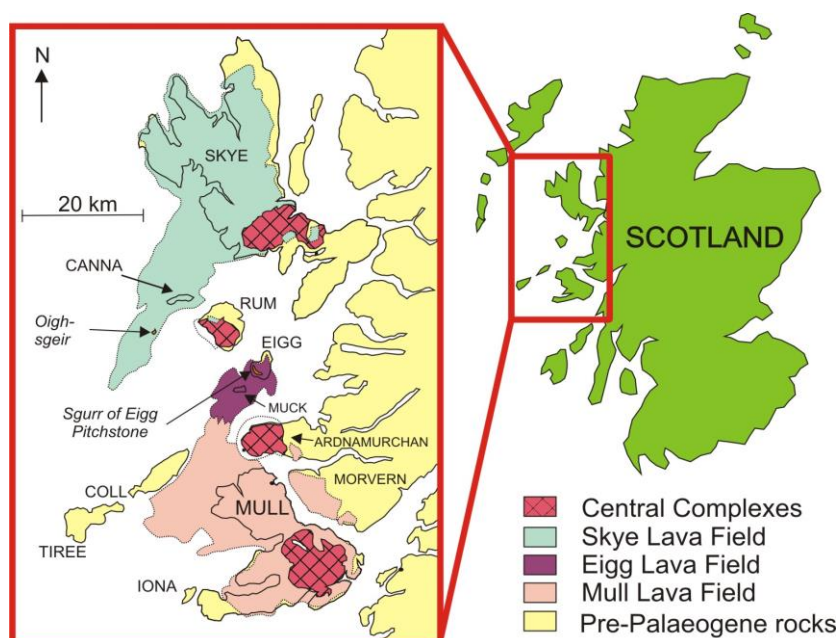 N
SKYE
20 km
CANNA
RUM
Oigh-
sgeir
EIGG
Sgurr of Eigg
Pitchstone
MUCK
ARDNAMURCHAN
MORVERN
COLL
MULL
TIREE
IONA
SCOTLAND
Central Complexes
Skye Lava Field
Eigg Lava Field
Mull Lava Field
Pre-Palaeogene rocks